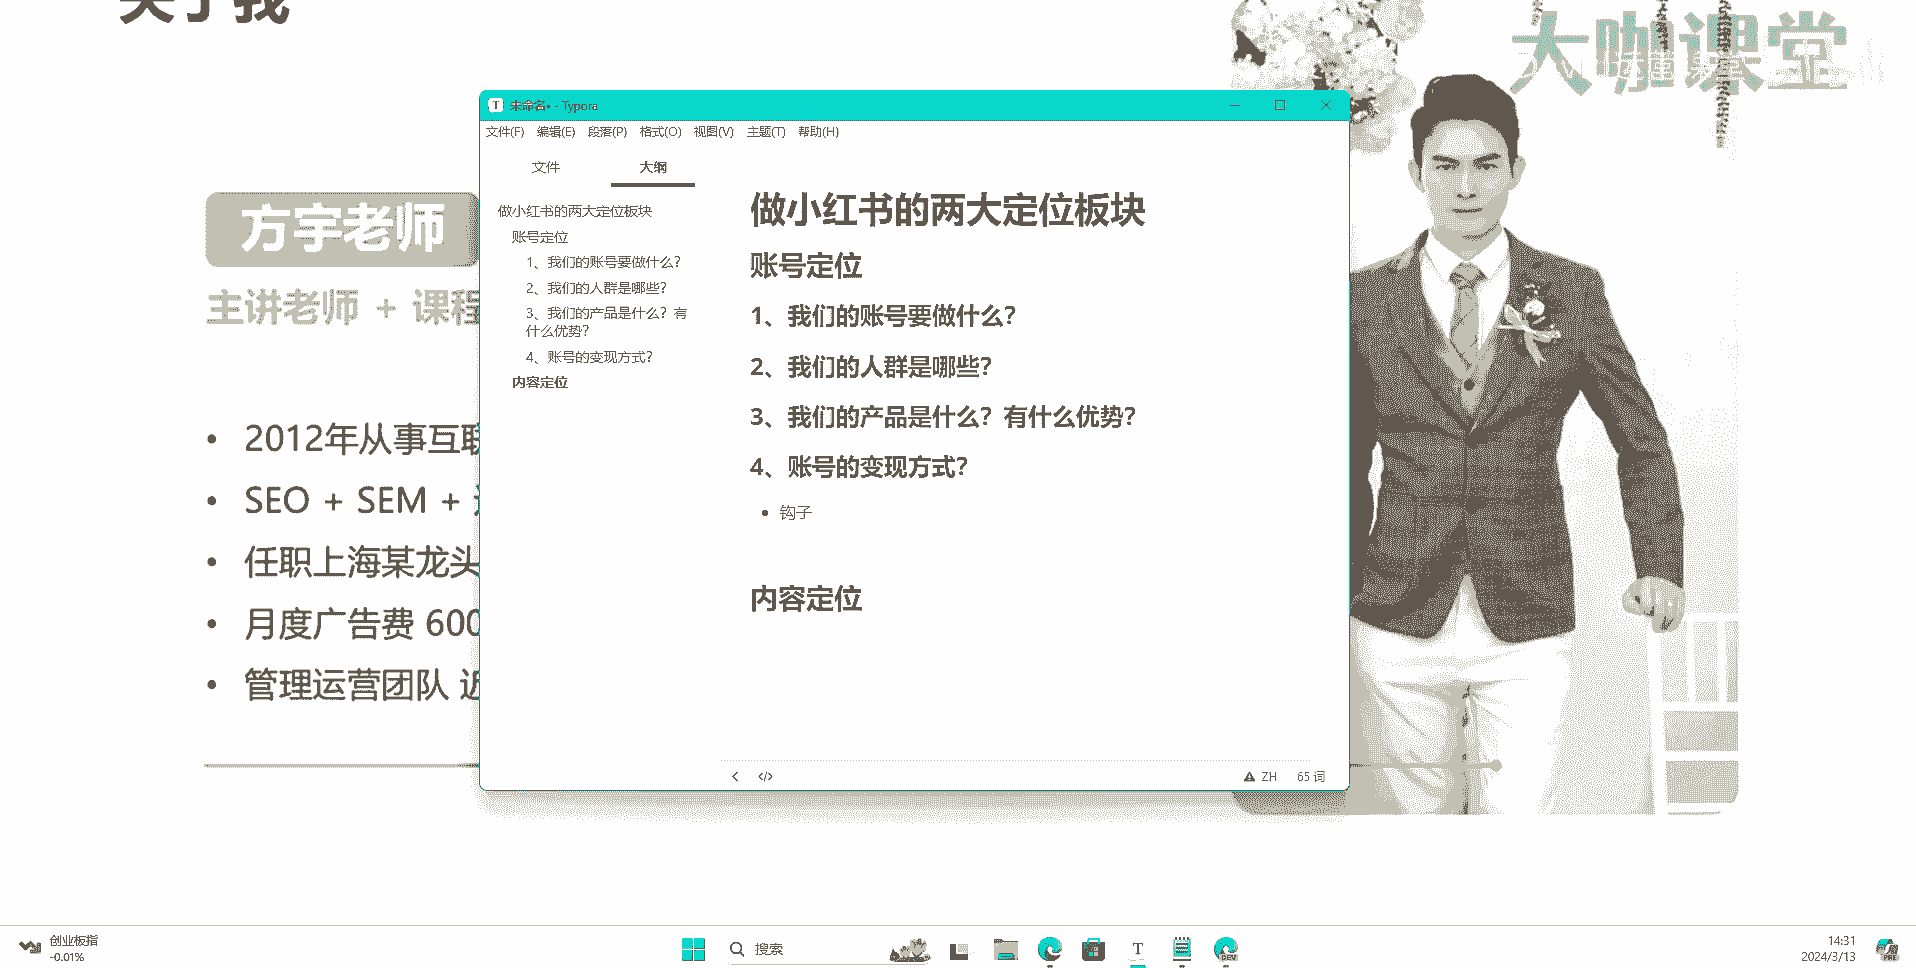 关于我
大咖课堂
方宇老师
主讲老师 + 课程
• 2012年从事互联
• SEO + SEM +
• 任职上海某龙头
• 月度广告费 600
• 管理运营团队 近
未命名• - Typora
文件(F) 编辑(E) 段落(P) 格式(O) 视图(V) 主题(T) 帮助(H)
文件 大纲
做小红书的两大定位板块
账号定位
1、我们的账号要做什么?
2、我们的人群是哪些?
3、我们的产品是什么? 有
什么优势?
4、账号的变现方式?
内容定位
做小红书的两大定位板块
账号定位
1、我们的账号要做什么?
2、我们的人群是哪些?
3、我们的产品是什么? 有什么优势?
4、账号的变现方式?
• 钩子
内容定位
ZH 65 词
创业板指
-0.01%
搜索
T
DEV
14:31
2024/3/13
PRE